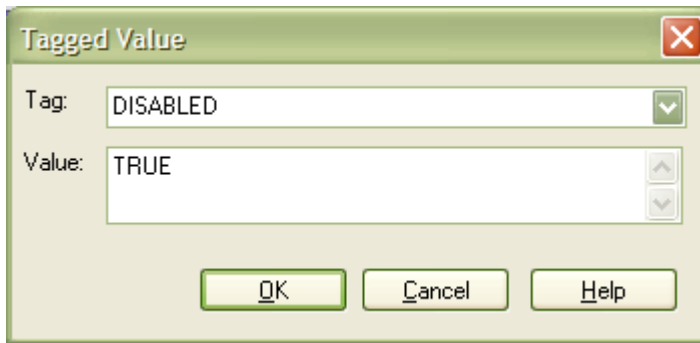 Tagged Value
Tag: DISABLED
Value: TRUE
OK Cancel Help